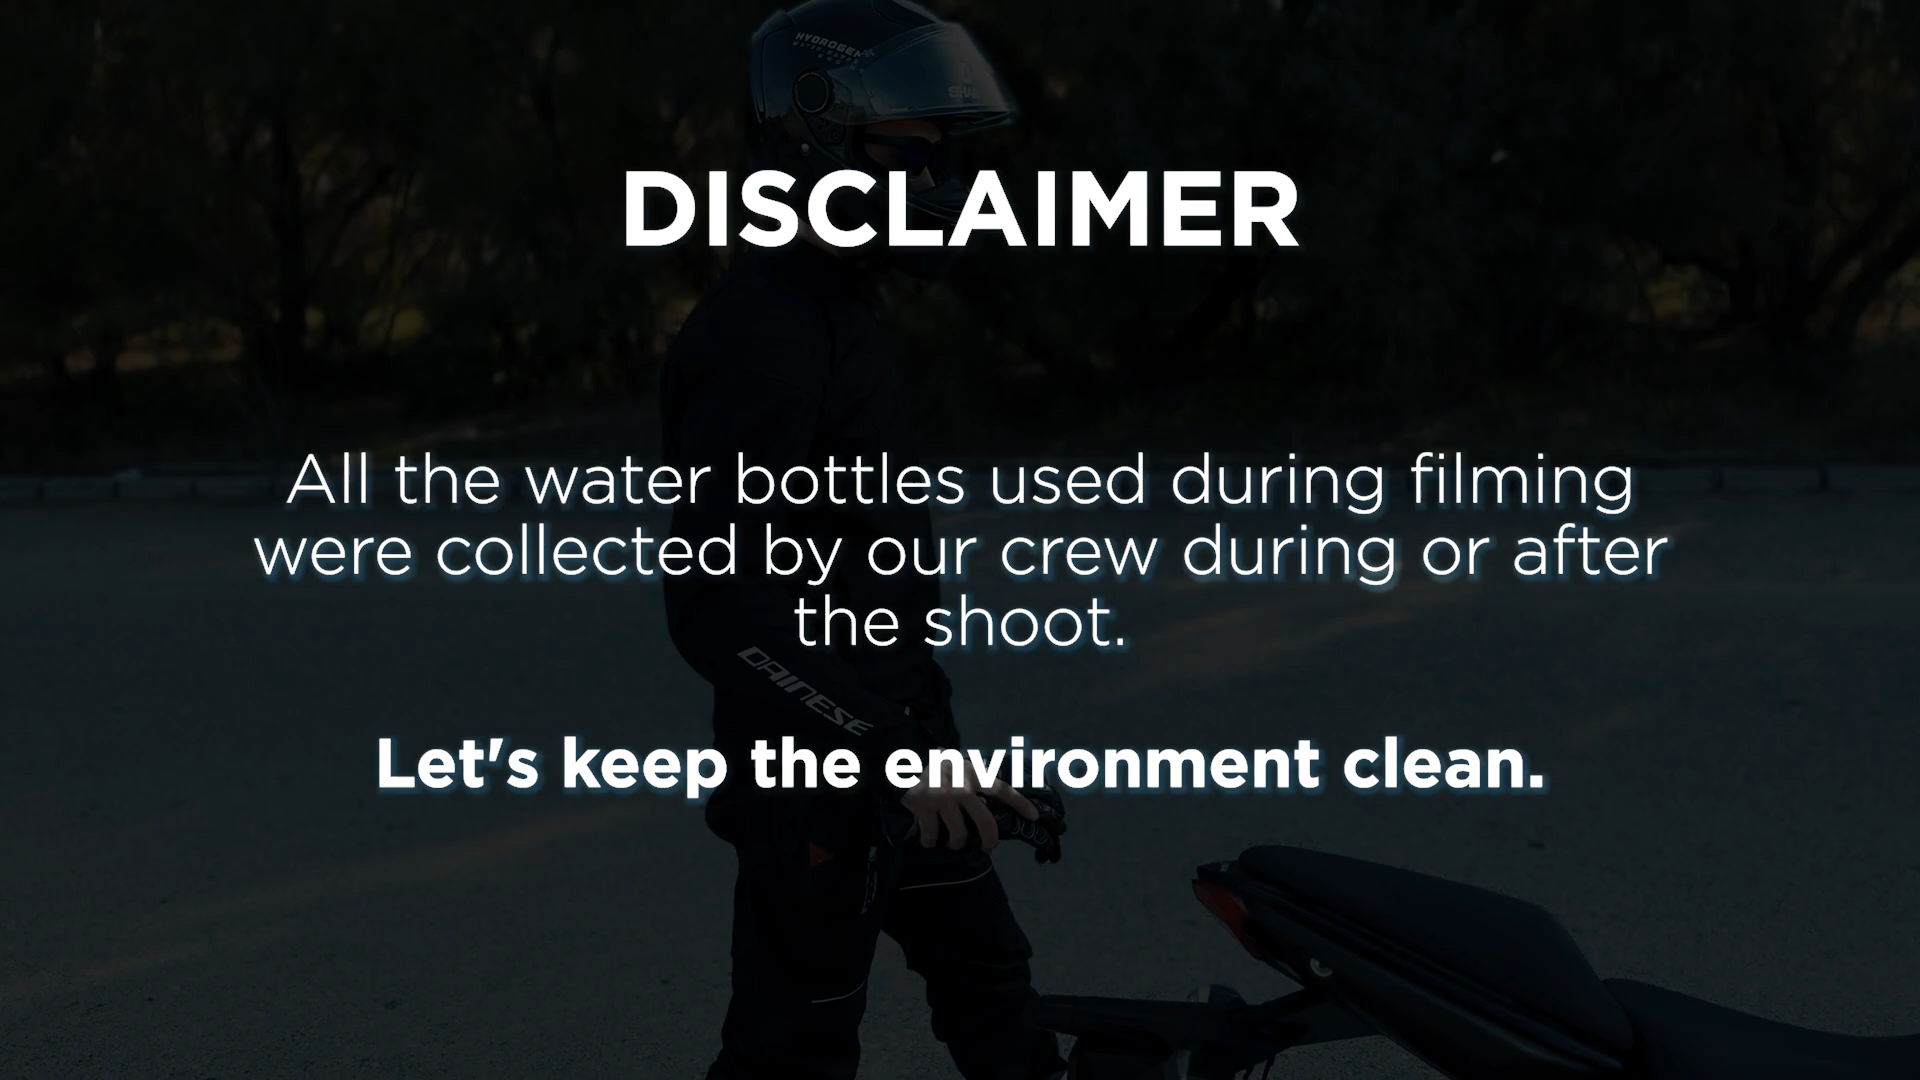 HYDROGEN
DISCLAIMER
All the water bottles used during filming
were collected by our crew during or after
the shoot.
DAINESE
Let's keep the environment clean.